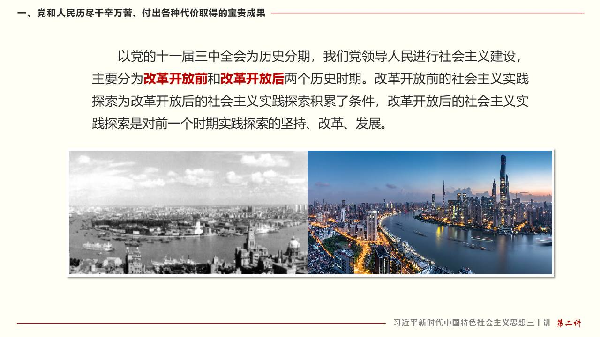 一、党和人民历尽千辛万苦、付出各种代价取得的宝贵成果
以党的十一届三中全会为历史分期，我们党领导人民进行社会主义建设，
主要分为改革开放前和改革开放后两个历史时期。改革开放前的社会主义实践
探索为改革开放后的社会主义实践探索积累了条件，改革开放后的社会主义实
践探索是对前一个时期实践探索的坚持、改革、发展。
习近平新时代中国特色社会主义思想三十讲 第二讲